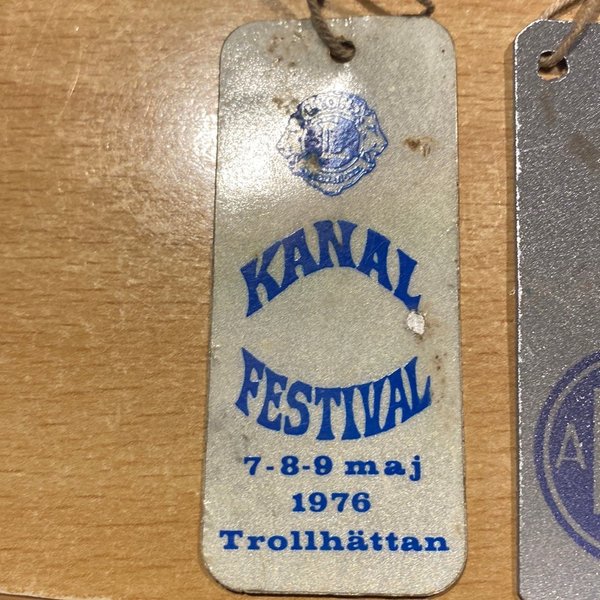 L
KANAL
FESTIVAL
7-8-9 maj
1976
Trollhättan
A